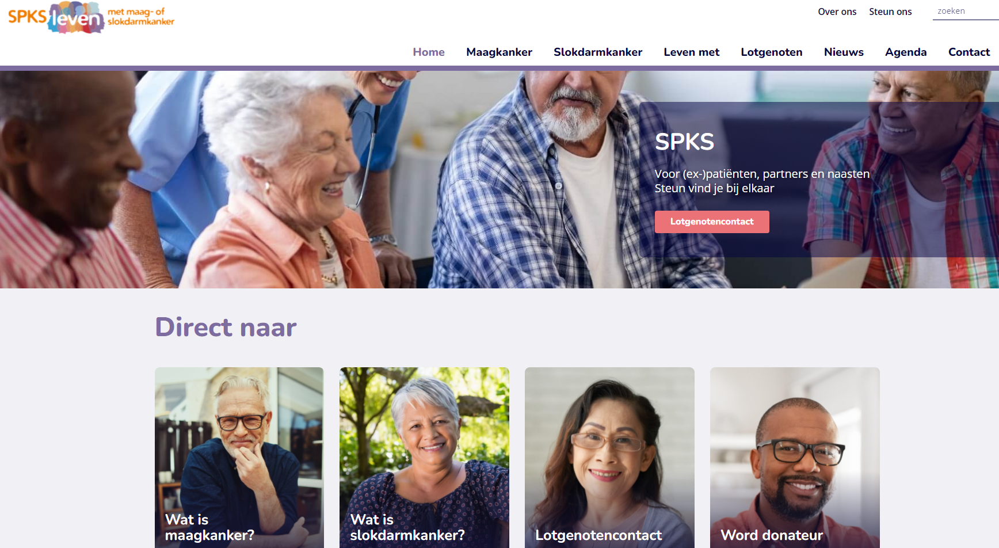 SPKS leven met maag- of
slokdarmkanker
Over ons Steun ons zoeken
Home Maagkanker Slokdarmkanker Leven met Lotgenoten Nieuws Agenda Contact
SPKS
Voor (ex-)patiënten, partners en naasten
Steun vind je bij elkaar
Lotgenotencontact
Direct naar
Wat is
maagkanker?
Wat is
slokdarmkanker?
Lotgenotencontact
Word donateur